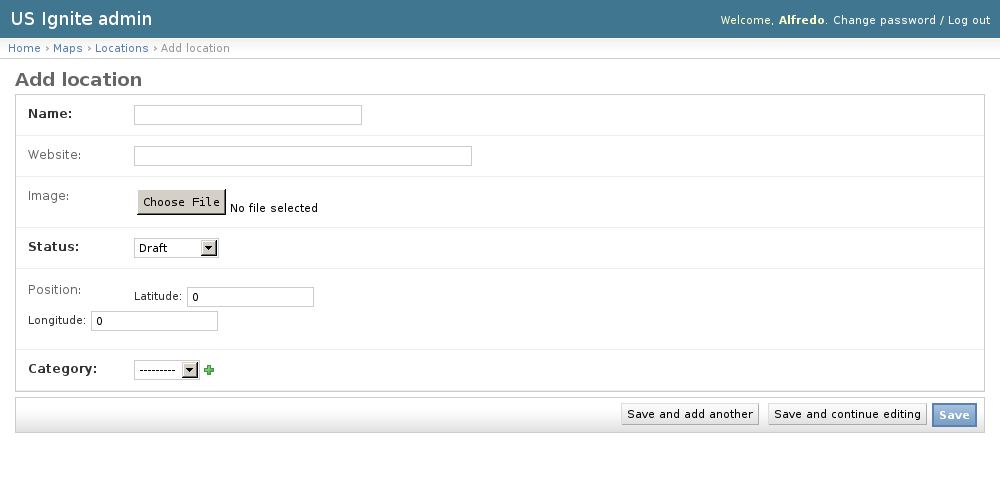 US Ignite admin
Welcome, Alfredo. Change password / Log out
Home › Maps › Locations › Add location
Add location
Name:
Website:
Image: Choose File No file selected
Status: Draft
Position: Latitude: 0
Longitude: 0
Category: ---------
Save and add another Save and continue editing Save